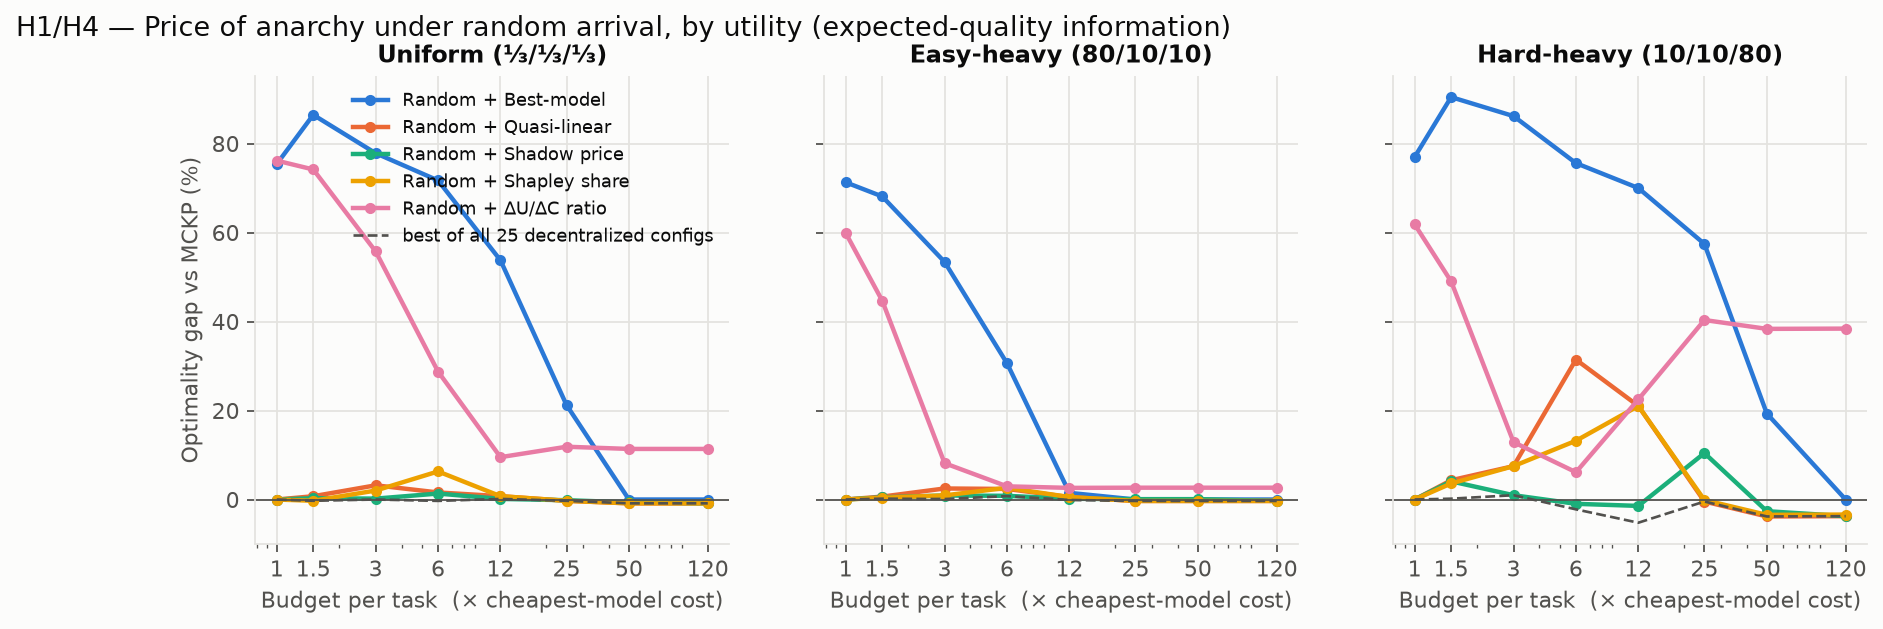 H1/H4 — Price of anarchy under random arrival, by utility (expected-quality information)
Uniform (⅓/⅓/⅓)
Easy-heavy (80/10/10)
Hard-heavy (10/10/80)
Optimality gap vs MCKP (%)
80
60
40
20
0
Random + Best-model
Random + Quasi-linear
Random + Shadow price
Random + Shapley share
Random + ΔU/ΔC ratio
best of all 25 decentralized configs
1 1.5 3 6 12 25 50 120
Budget per task (× cheapest-model cost)
1 1.5 3 6 12 25 50 120
Budget per task (× cheapest-model cost)
1 1.5 3 6 12 25 50 120
Budget per task (× cheapest-model cost)